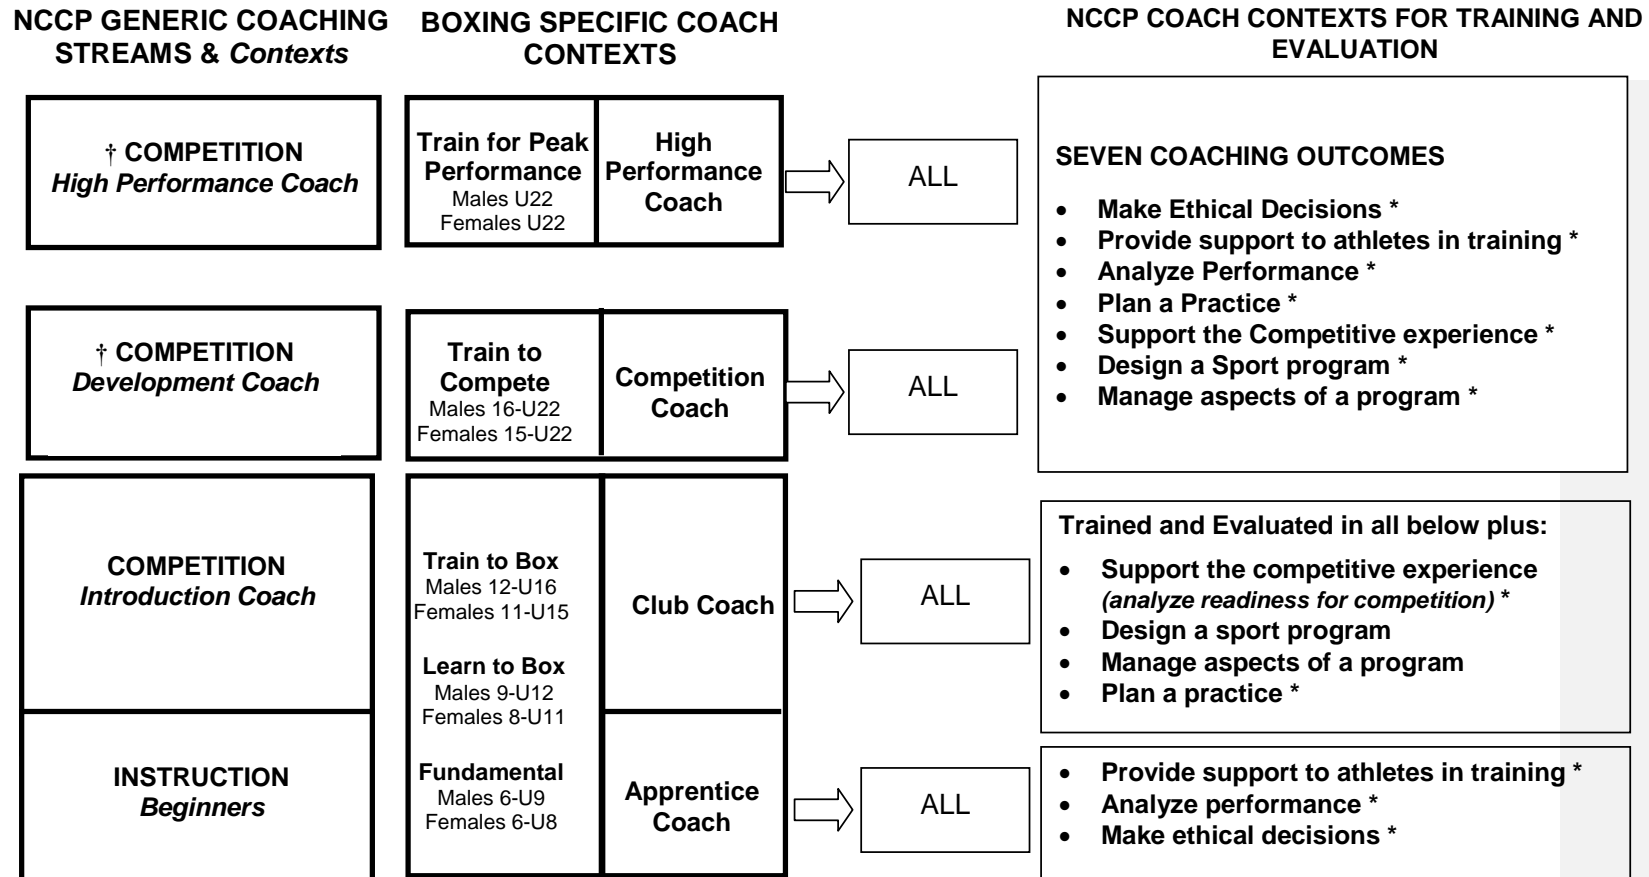 NCCP GENERIC COACHING
STREAMS & Contexts
BOXING SPECIFIC COACH
CONTEXTS
NCCP COACH CONTEXTS FOR TRAINING AND
EVALUATION
† COMPETITION
High Performance Coach
Train for Peak
Performance
Males U22
Females U22
High
Performance
Coach
ALL
SEVEN COACHING OUTCOMES
• Make Ethical Decisions *
• Provide support to athletes in training *
• Analyze Performance *
• Plan a Practice *
• Support the Competitive experience *
• Design a Sport program *
• Manage aspects of a program *
† COMPETITION
Development Coach
Train to
Compete
Males 16-U22
Females 15-U22
Competition
Coach
ALL
COMPETITION
Introduction Coach
Train to Box
Males 12-U16
Females 11-U15
Learn to Box
Males 9-U12
Females 8-U11
Club Coach
ALL
Trained and Evaluated in all below plus:
• Support the competitive experience
(analyze readiness for competition) *
• Design a sport program
• Manage aspects of a program
• Plan a practice *
INSTRUCTION
Beginners
Fundamental
Males 6-U9
Females 6-U8
Apprentice
Coach
ALL
• Provide support to athletes in training *
• Analyze performance *
• Make ethical decisions *